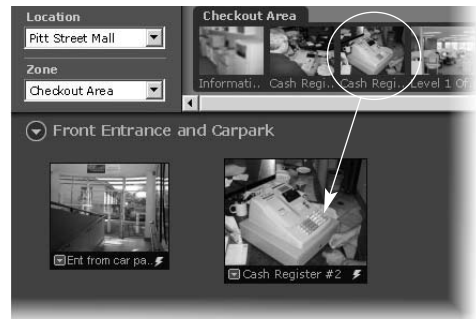 Location
Pitt Street Mall
Zone
Checkout Area
Checkout Area
Informati.. Cash Regi.. Cash Regi.. Level 1 Of
Front Entrance and Carpark
Ent from car pa..
Cash Register #2